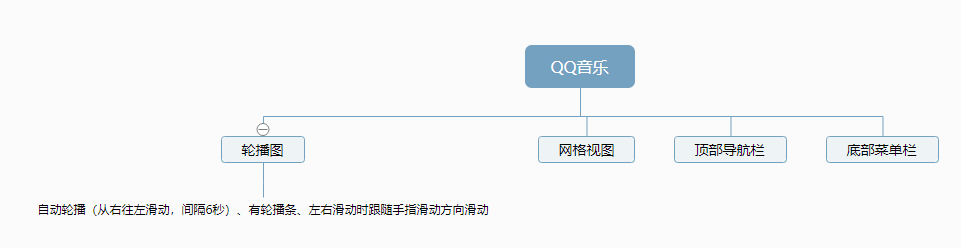 QQ音乐
轮播图
网格视图
顶部导航栏
底部菜单栏
自动轮播（从右往左滑动，间隔6秒）、有轮播条、左右滑动时跟随手指滑动方向滑动